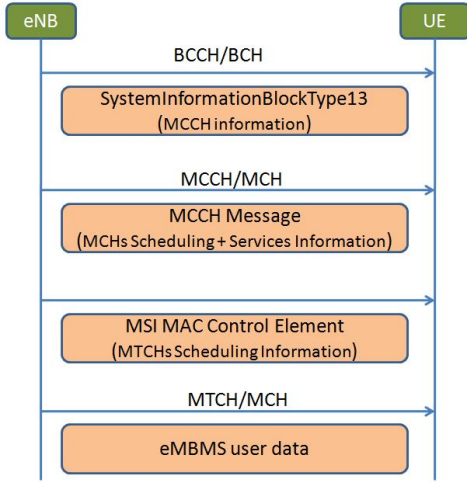 eNB
UE
BCCH/BCH
SystemInformationBlockType13
(MCCH information)
MCCH/MCH
MCCH Message
(MCHs Scheduling + Services Information)
MSI MAC Control Element
(MTCHs Scheduling Information)
MTCH/MCH
eMBMS user data